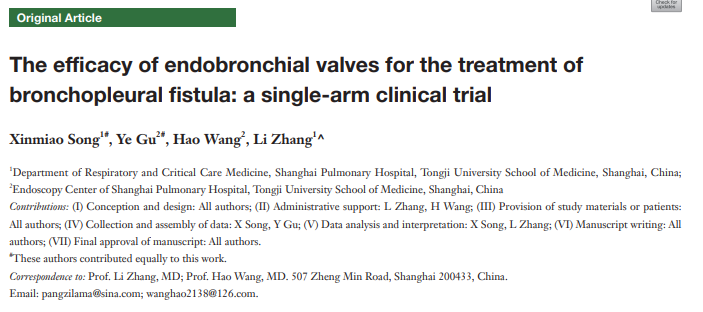 Check for
updates
Original Article
The efficacy of endobronchial valves for the treatment of
bronchopleural fistula: a single-arm clinical trial
Xinmiao Song1#, Ye Gu2#, Hao Wang2, Li Zhang1^
1Department of Respiratory and Critical Care Medicine, Shanghai Pulmonary Hospital, Tongji University School of Medicine, Shanghai, China;
2Endoscopy Center of Shanghai Pulmonary Hospital, Tongji University School of Medicine, Shanghai, China
Contributions: (I) Conception and design: All authors; (II) Administrative support: L Zhang, H Wang; (III) Provision of study materials or patients:
All authors; (IV) Collection and assembly of data: X Song, Y Gu; (V) Data analysis and interpretation: X Song, L Zhang; (VI) Manuscript writing: All
authors; (VII) Final approval of manuscript: All authors.
#These authors contributed equally to this work.
Correspondence to: Prof. Li Zhang, MD; Prof. Hao Wang, MD. 507 Zheng Min Road, Shanghai 200433, China.
Email: pangzilama@sina.com; wanghao2138@126.com.